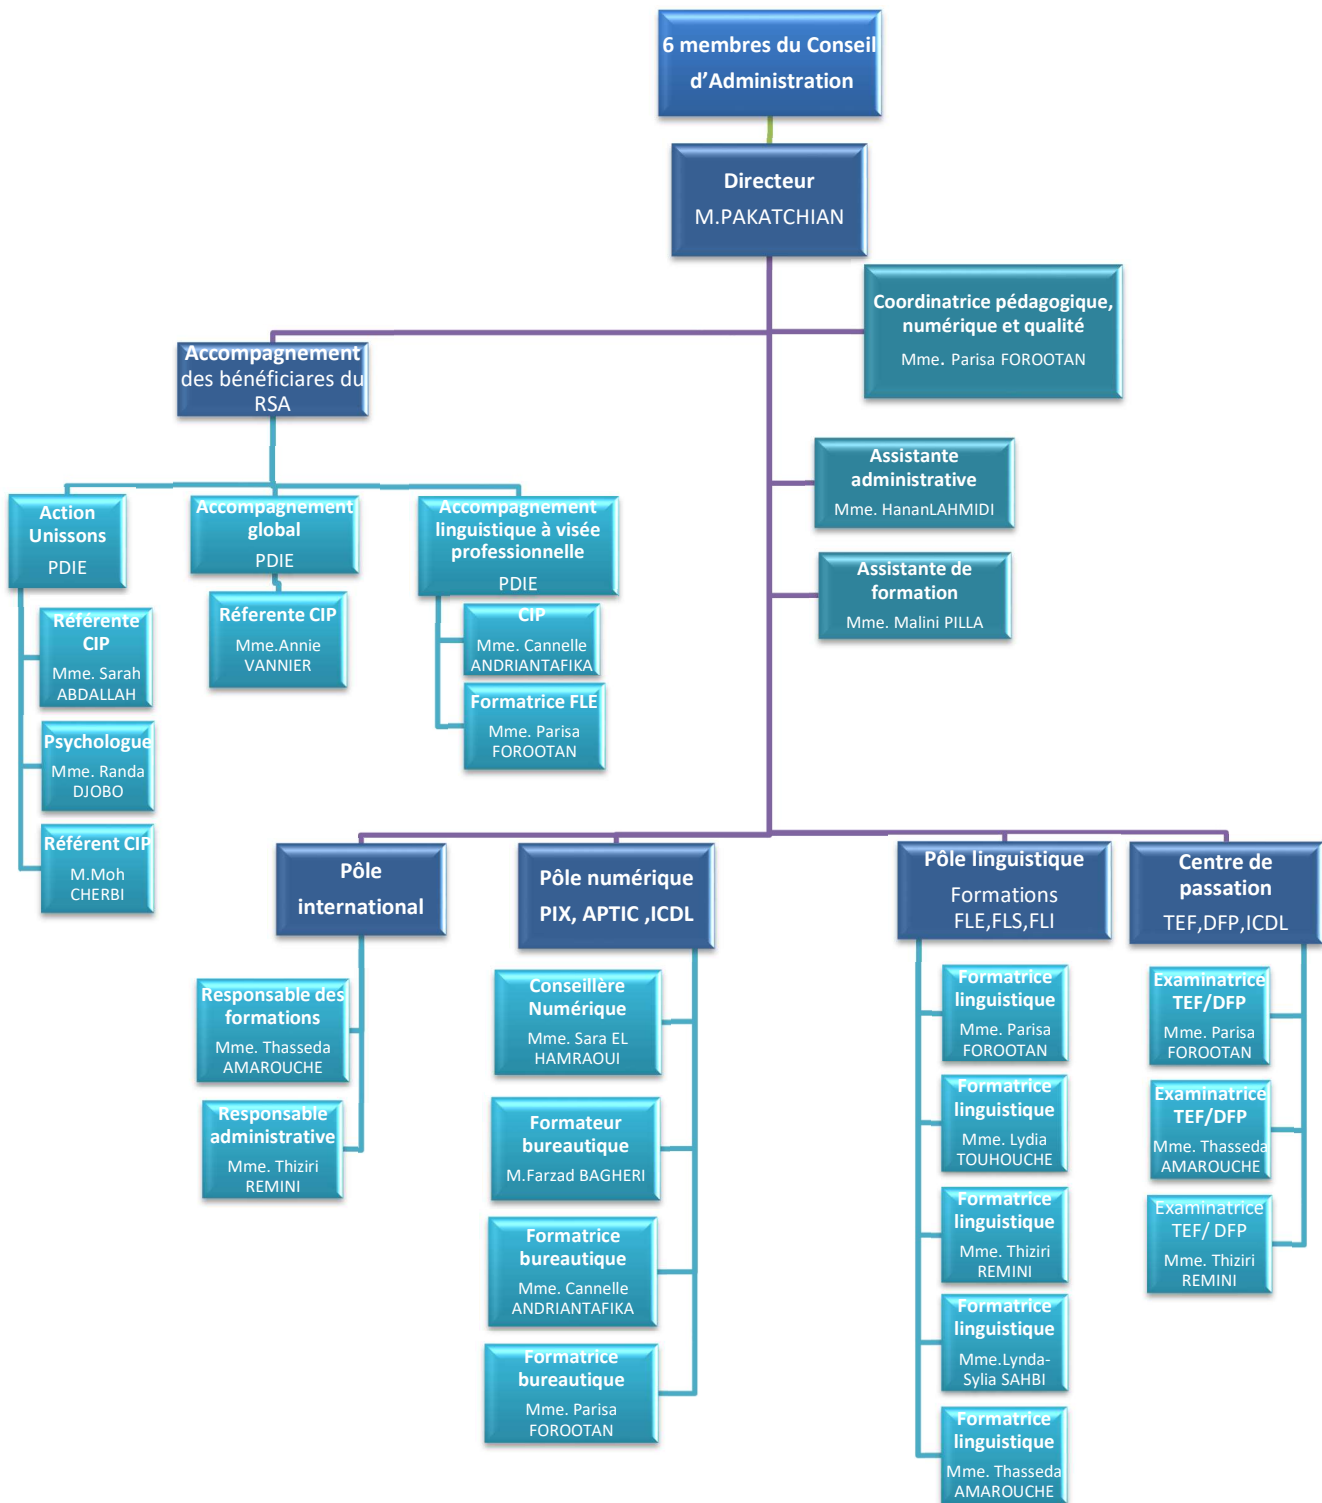 6 membres du Conseil
d’Administration
Directeur
M.PAKATCHIAN
Coordinatrice pédagogique,
numérique et qualité
Mme. Parisa FOROOTAN
Accompagnement
des bénéficiares du
RSA
Assistante
administrative
Mme. HananLAHMIDI
Assistante de
formation
Mme. Malini PILLA
Action
Unissons
PDIE
Accompagnement
global
PDIE
Accompagnement
linguistique à visée
professionnelle
PDIE
Référente
CIP
Mme. Sarah
ABDALLAH
Psychologue
Mme. Randa
DJOBO
Référent CIP
M.Moh
CHERBI
Réferente CIP
Mme.Annie
VANNIER
CIP
Mme. Cannelle
ANDRIANTAFIKA
Formatrice FLE
Mme. Parisa
FOROOTAN
Pôle
international
Responsable des
formations
Mme. Thasseda
AMAROUCHE
Responsable
administrative
Mme. Thiziri
REMINI
Pôle numérique
PIX, APTIC ,ICDL
Conseillère
Numérique
Mme. Sara EL
HAMRAOUI
Formateur
bureautique
M.Farzad BAGHERI
Formatrice
bureautique
Mme. Cannelle
ANDRIANTAFIKA
Formatrice
bureautique
Mme. Parisa
FOROOTAN
Pôle linguistique
Formations
FLE,FLS,FLI
Formatrice
linguistique
Mme. Parisa
FOROOTAN
Formatrice
linguistique
Mme. Lydia
TOUHOUCHE
Formatrice
linguistique
Mme. Thiziri
REMINI
Formatrice
linguistique
Mme.Lynda-
Sylia SAHBI
Formatrice
linguistique
Mme. Thasseda
AMAROUCHE
Centre de
passation
TEF,DFP,ICDL
Examinatrice
TEF/DFP
Mme. Parisa
FOROOTAN
Examinatrice
TEF/DFP
Mme. Thasseda
AMAROUCHE
Examinatrice
TEF/ DFP
Mme. Thiziri
REMINI